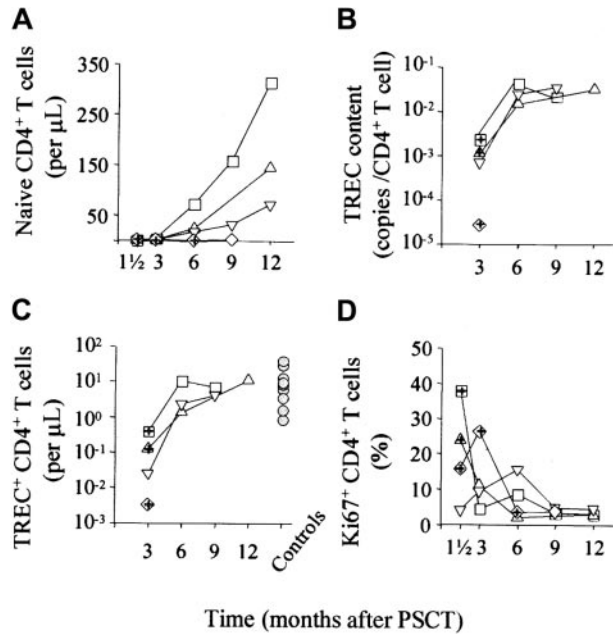 A
Naive CD4⁺ T cells
(per μL)
350
250
150
50
1½ 3 6 9 12
B
TREC content
(copies /CD4⁺ T cell)
10⁻¹
10⁻²
10⁻³
10⁻⁴
10⁻⁵
3 6 9 12
C
TREC⁺ CD4⁺ T cells
(per μL)
10²
10¹
10⁰
10⁻¹
10⁻²
10⁻³
3 6 9 12
Controls
D
Ki67⁺ CD4⁺ T cells
(%)
50
40
30
20
10
0
1½ 3 6 9 12
Time (months after PSCT)